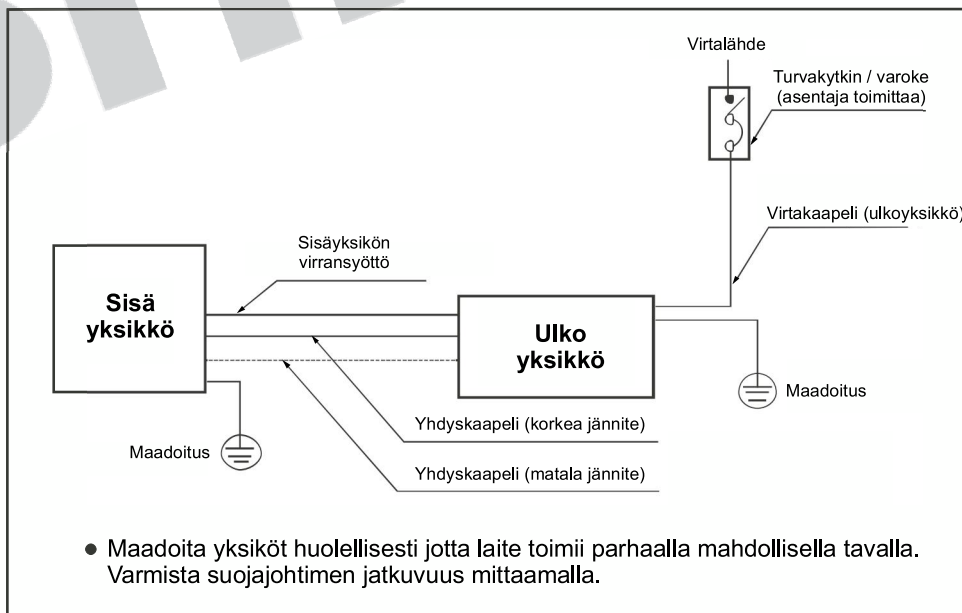 Virtalähde
Turvakytkin / varoke
(asentaja toimittaa)
Virtakaapeli (ulkoyksikkö)
Sisäyksikön
virransyöttö
Sisä
yksikkö
Ulko
yksikkö
Maadoitus
Yhdyskaapeli (korkea jännite)
Maadoitus
Yhdyskaapeli (matala jännite)
● Maadoita yksiköt huolellisesti jotta laite toimii parhaalla mahdollisella tavalla.
Varmista suojajohtimen jatkuvuus mittaamalla.